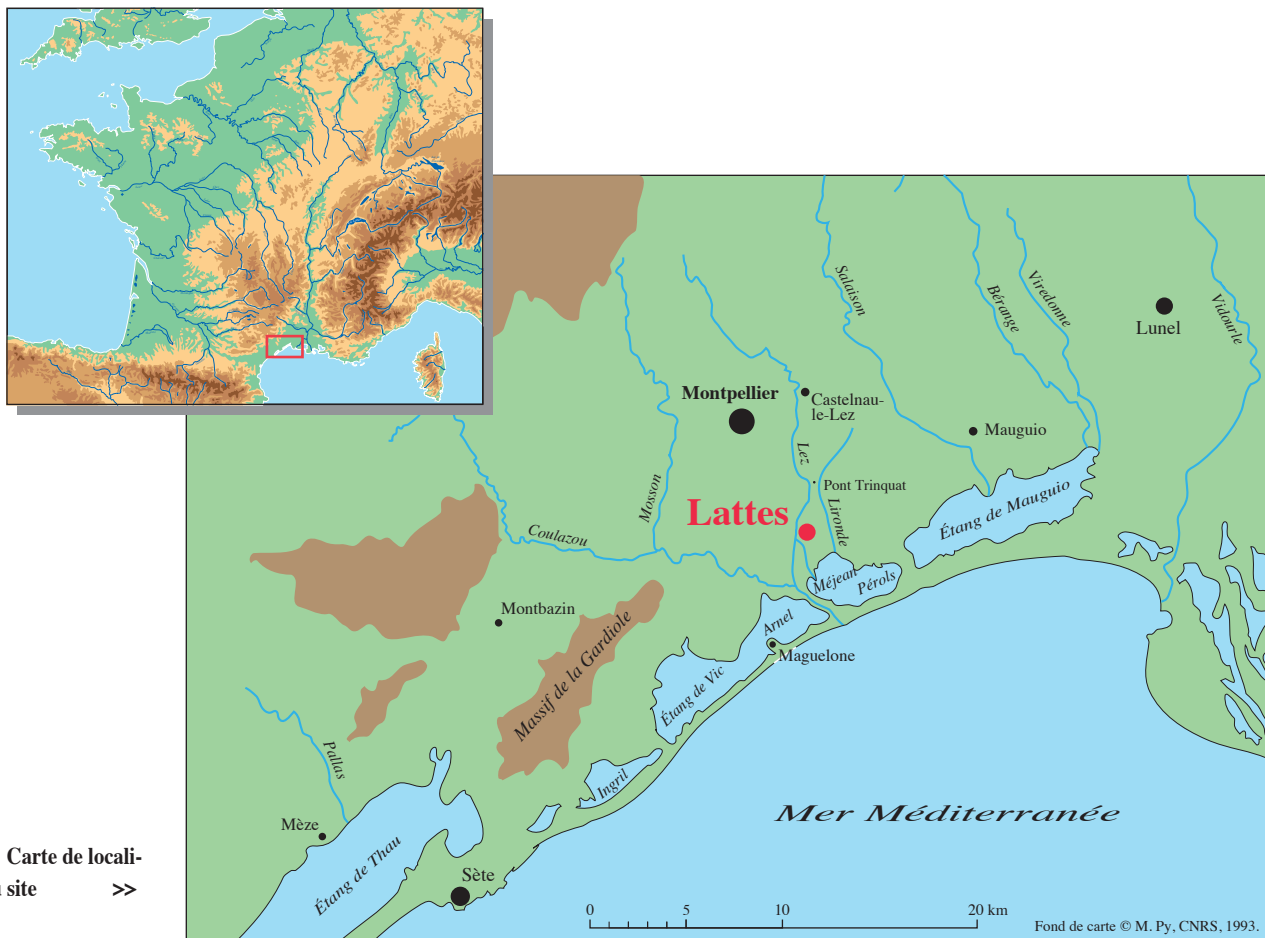 Salaison
Bérange
Viredonne
Vidourle
Lunel
Montpellier
Castelnau-
le-Lez
Mauguio
Lez
Pont Trinquat
Mosson
Lattes
Lironde
Étang de Mauguio
Coulazou
Méjean
Pérols
Montbazin
Massif de la Gardiole
Arnel
Maguelone
Étang de Vic
Pallas
Ingril
Mer Méditerranée
Mèze
Étang de Thau
Sète
Carte de locali-
site >>
0 5 10 20 km
Fond de carte © M. Py, CNRS, 1993.